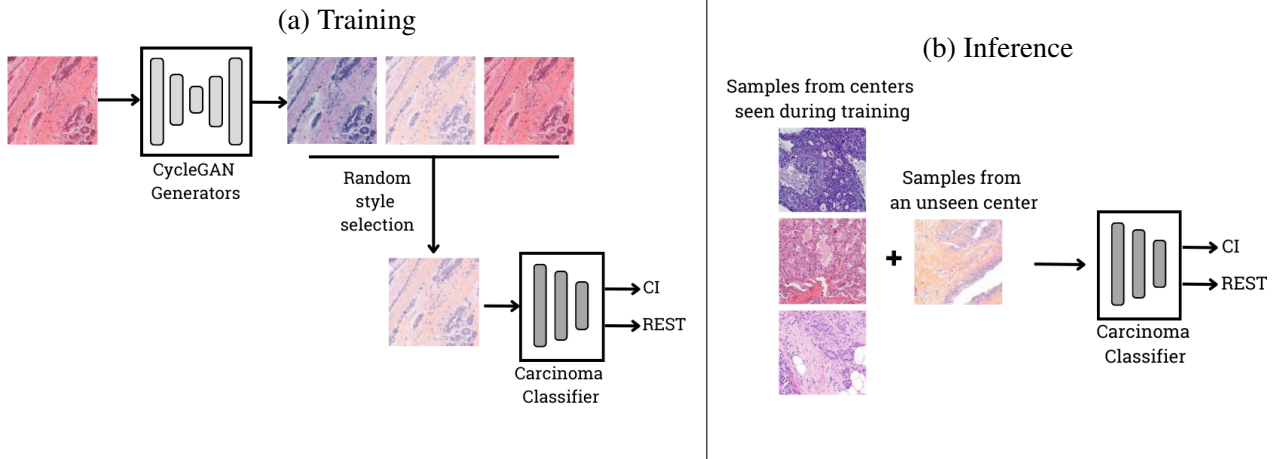 (a) Training
CycleGAN
Generators
Random
style
selection
CI
REST
Carcinoma
Classifier
(b) Inference
Samples from centers
seen during training
Samples from
an unseen center
+
CI
REST
Carcinoma
Classifier